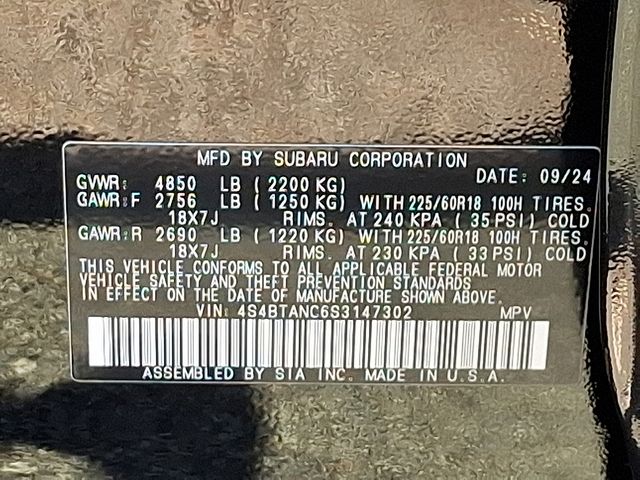 MFD BY SUBARU CORPORATION
DATE: 09/24
GVWR: 4850 LB (2200 KG)
GAWR: F 2756 LB (1250 KG) WITH 225/60R18 100H TIRES.
18X7J RIMS. AT 240 KPA (35 PSI) COLD
GAWR: R 2690 LB (1220 KG) WITH 225/60R18 100H TIRES.
18X7J RIMS. AT 230 KPA (33 PSI) COLD
THIS VEHICLE CONFORMS TO ALL APPLICABLE FEDERAL MOTOR
VEHICLE SAFETY AND THEFT PREVENTION STANDARDS
IN EFFECT ON THE DATE OF MANUFACTURE SHOWN ABOVE.
VIN: 4S4BTANC6S3147302 MPV
ASSEMBLED BY SIA INC. MADE IN U.S.A.